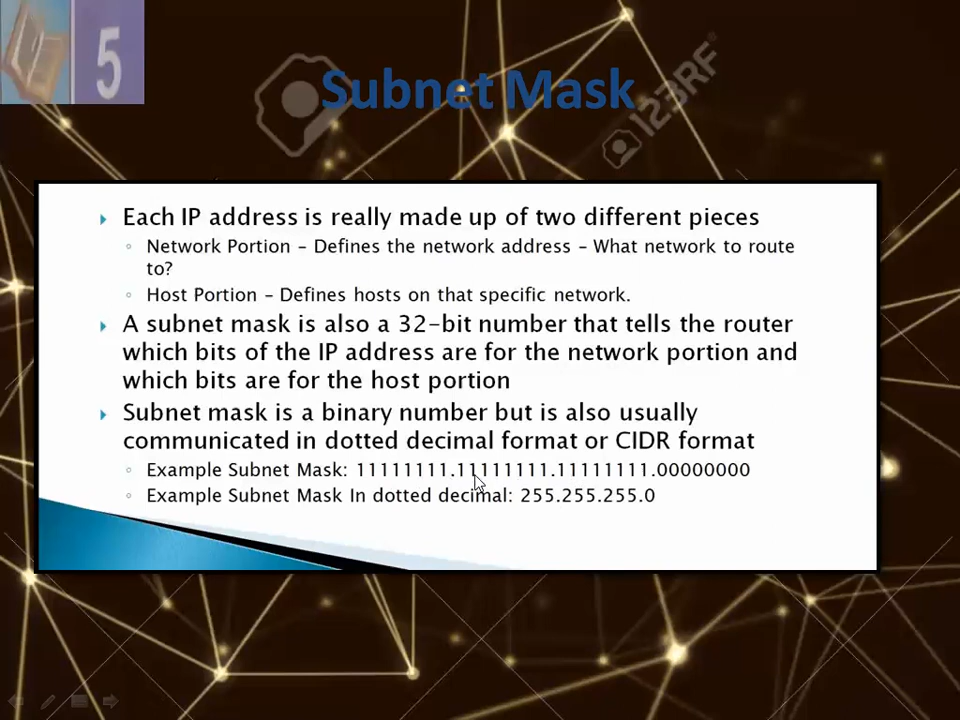 5
Subnet Mask
123RF
Each IP address is really made up of two different pieces
Network Portion – Defines the network address – What network to route
to?
Host Portion – Defines hosts on that specific network.
A subnet mask is also a 32-bit number that tells the router
which bits of the IP address are for the network portion and
which bits are for the host portion
Subnet mask is a binary number but is also usually
communicated in dotted decimal format or CIDR format
Example Subnet Mask: 11111111.11111111.11111111.00000000
Example Subnet Mask In dotted decimal: 255.255.255.0